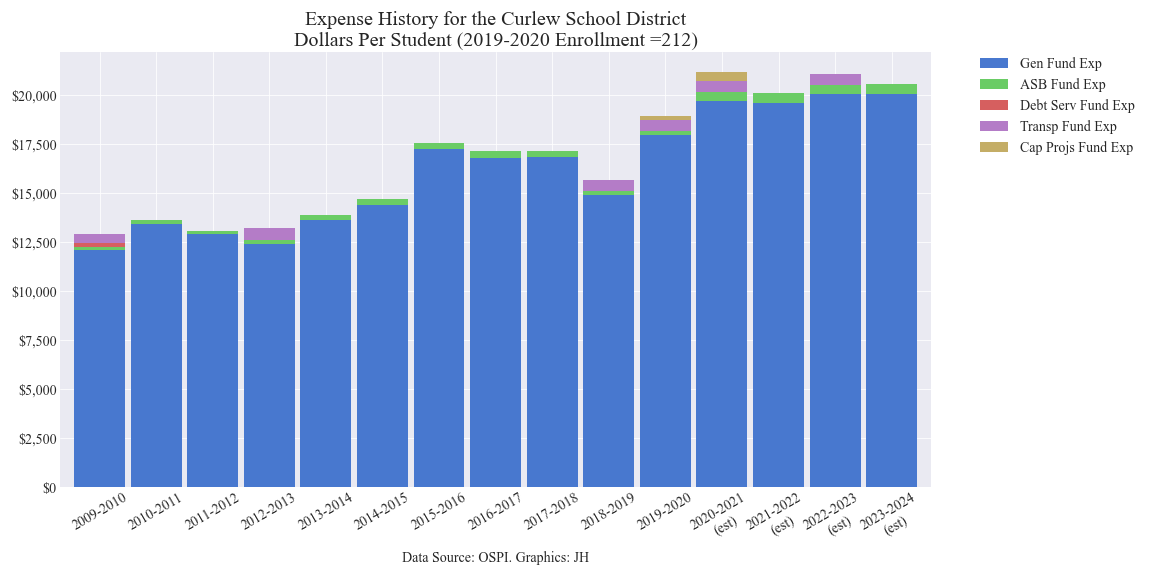 Expense History for the Curlew School District
Dollars Per Student (2019-2020 Enrollment =212)
Gen Fund Exp
ASB Fund Exp
Debt Serv Fund Exp
Transp Fund Exp
Cap Projs Fund Exp
$20,000
$17,500
$15,000
$12,500
$10,000
$7,500
$5,000
$2,500
$0
2009-2010
2010-2011
2011-2012
2012-2013
2013-2014
2014-2015
2015-2016
2016-2017
2017-2018
2018-2019
2019-2020
2020-2021
(est)
2021-2022
(est)
2022-2023
(est)
2023-2024
(est)
Data Source: OSPI. Graphics: JH